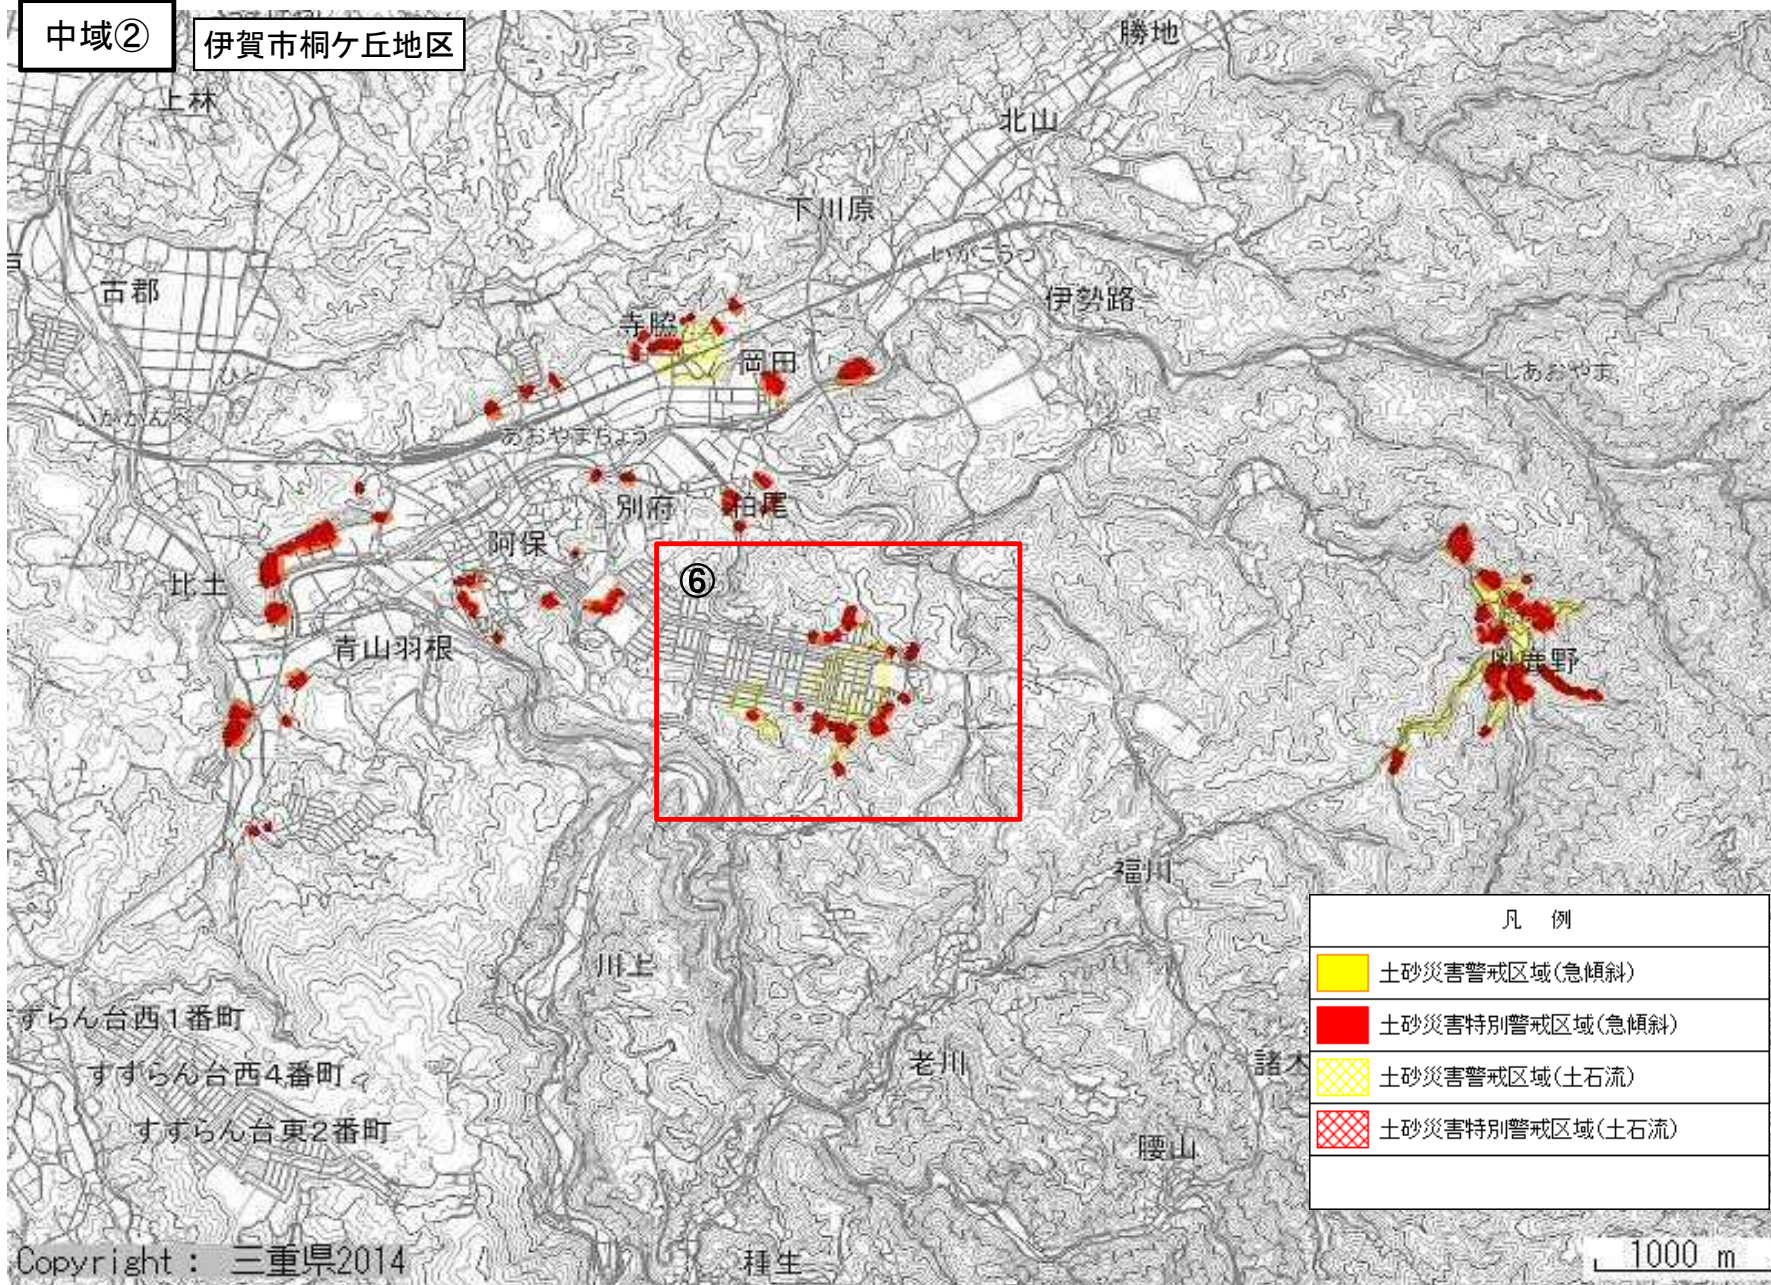 中域②
伊賀市桐ケ丘地区
勝地
上林
北山
下川原
いがこうづ
古郡
伊勢路
寺脇
岡田
にしあおやま
いがかんべ
あおやまちょう
別府
柏尾
阿保
⑥
比土
青山羽根
奥鹿野
福川
凡 例
土砂災害警戒区域(急傾斜)
土砂災害特別警戒区域(急傾斜)
土砂災害警戒区域(土石流)
土砂災害特別警戒区域(土石流)
川上
すずらん台西1番町
老川
すずらん台西4番町
すずらん台東2番町
腰山
Copyright : 三重県2014
種生
1000 m